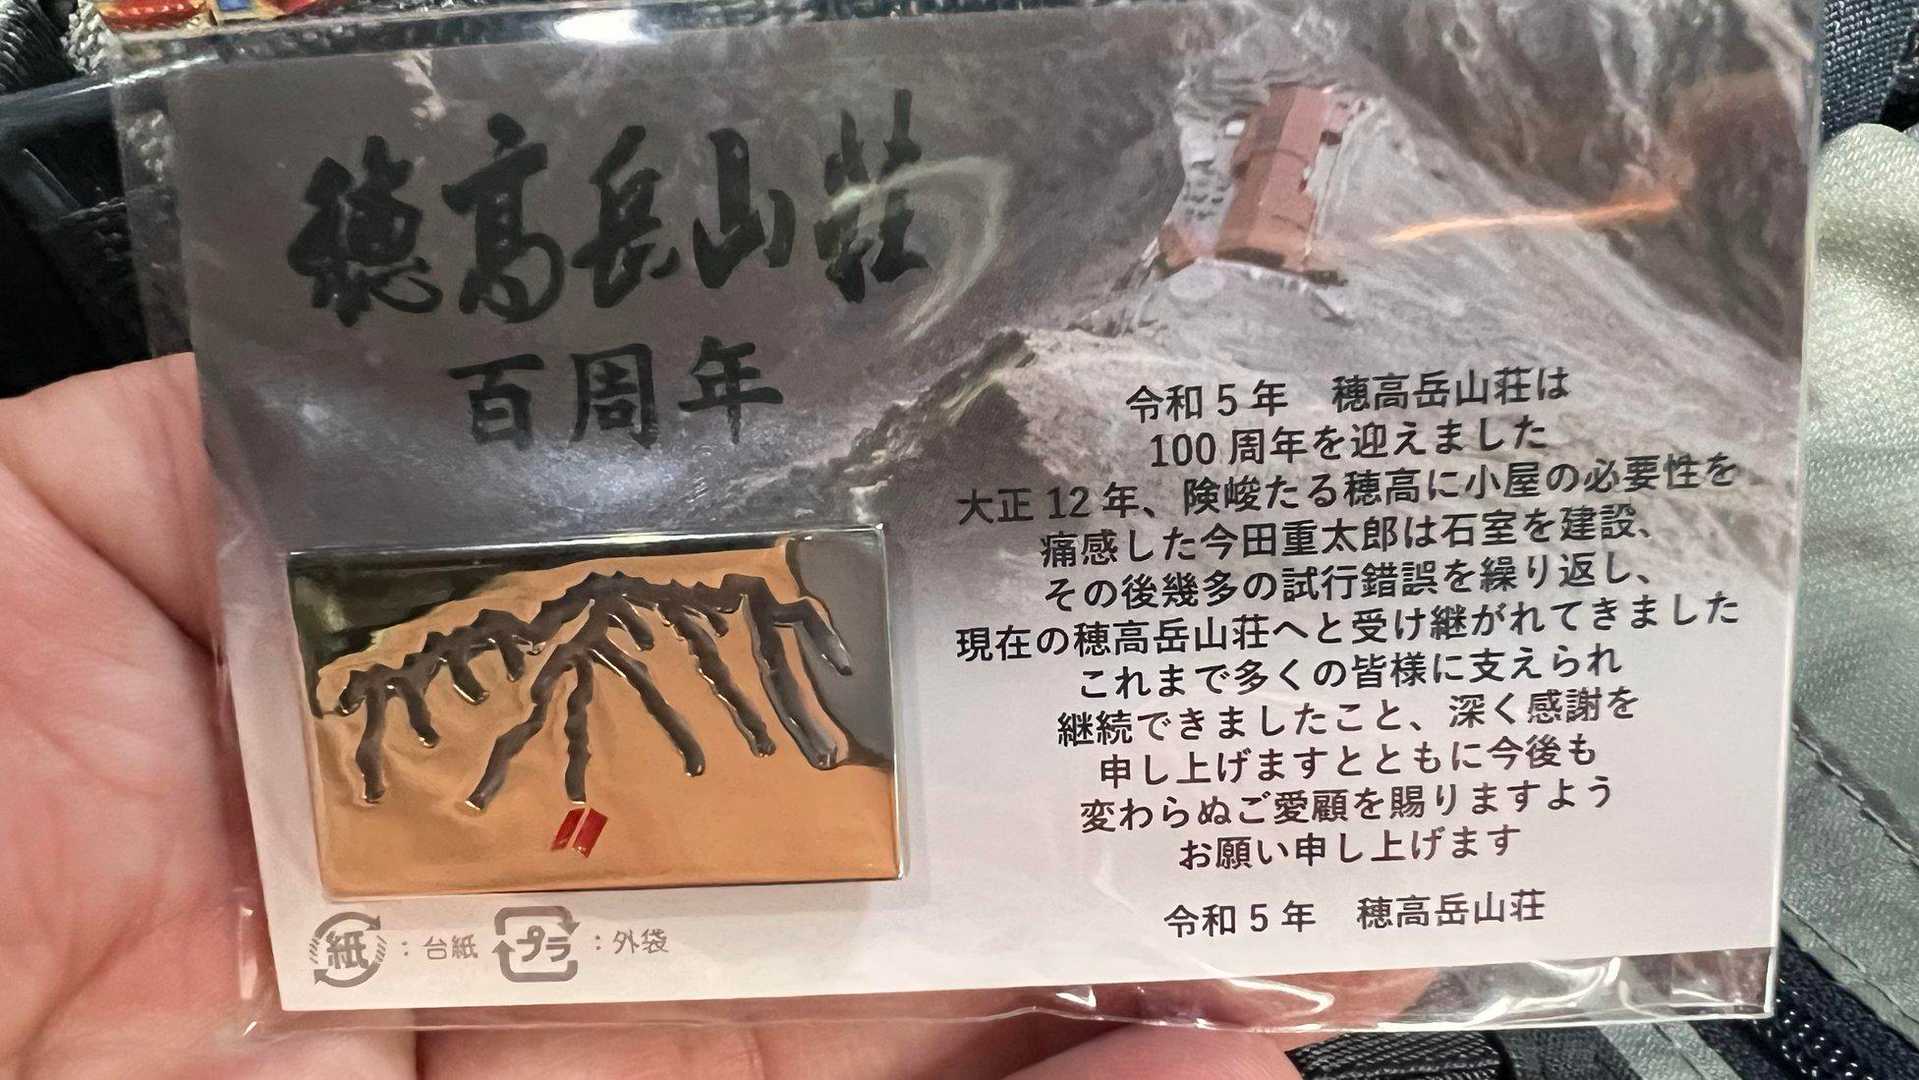 穂高岳山荘
百周年
令和5年　穂高岳山荘は
100周年を迎えました
大正12年、険峻たる穂高に小屋の必要性を
痛感した今田重太郎は石室を建設、
その後幾多の試行錯誤を繰り返し、
現在の穂高岳山荘へと受け継がれてきました
これまで多くの皆様に支えられ
継続できましたこと、深く感謝を
申し上げますとともに今後も
変わらぬご愛顧を賜りますよう
お願い申し上げます
令和5年　穂高岳山荘
紙：台紙 プラ：外袋